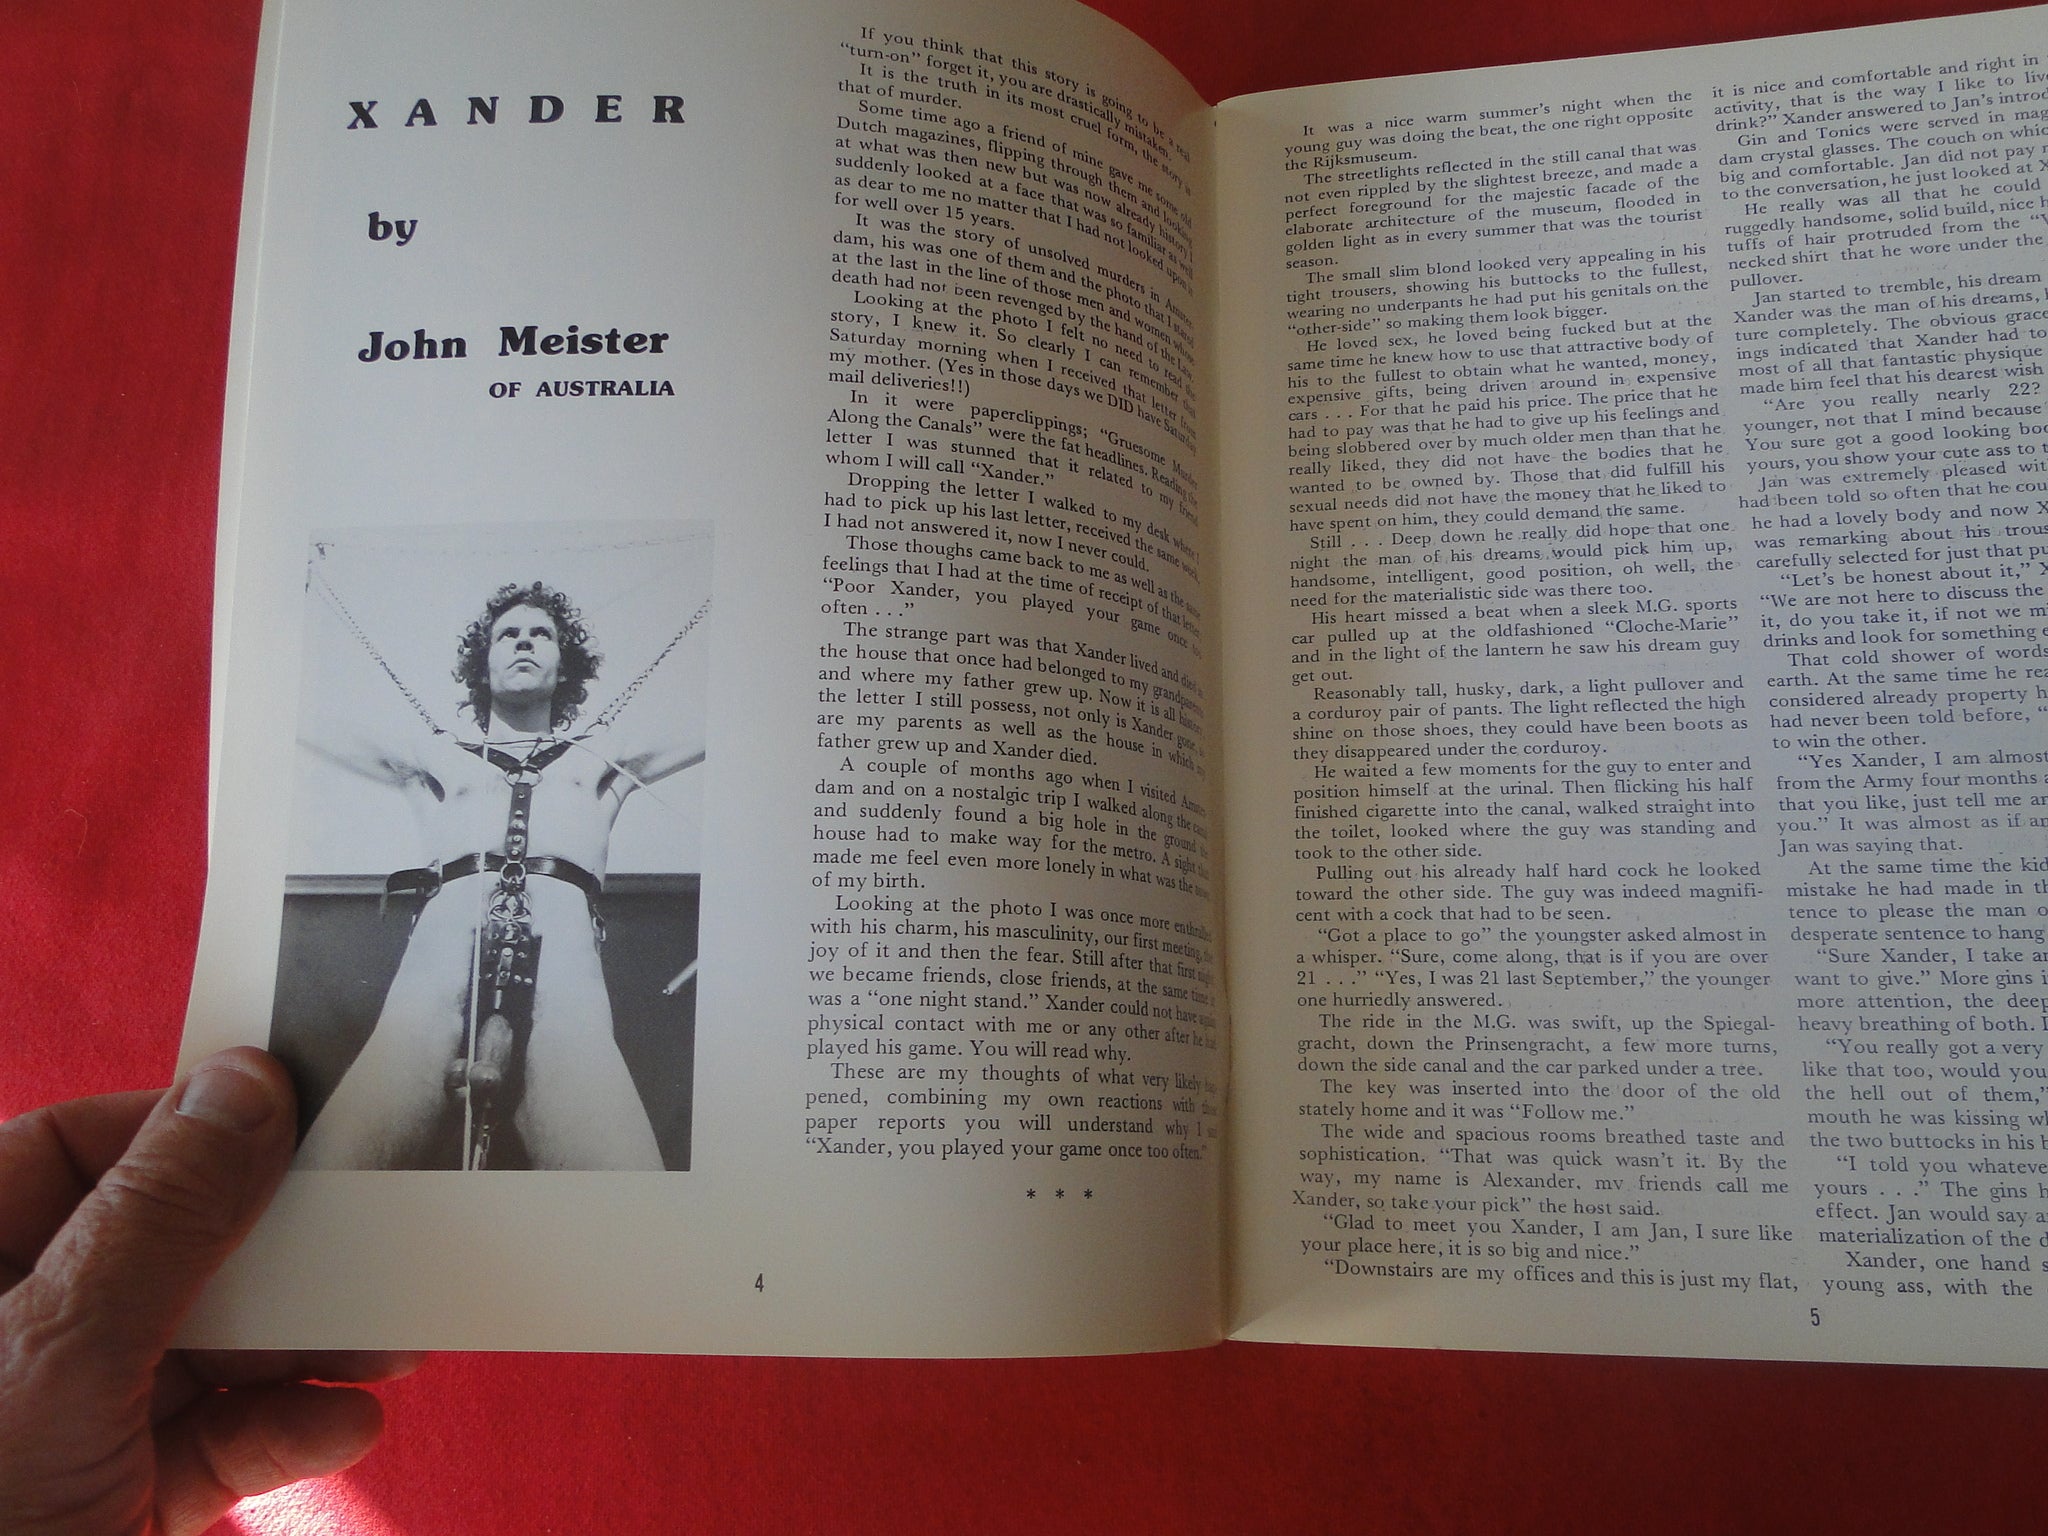 XANDER
by
John Meister
OF AUSTRALIA
If you think that this story is going to be a real
“turn-on” forget it, you are drastically mistaken.
It is the truth in its most cruel form, the story is
that of murder.
Some time ago a friend of mine gave me some old
Dutch magazines, flipping through them and looking
at what was then new but was now already history I
suddenly looked at a face that was so familiar as well
as dear to me no matter that I had not looked upon it
for well over 15 years.
It was the story of unsolved murders in Amster-
dam, his was one of them and the photo that I stared
at the last in the line of those men and women whose
death had not been revenged by the hand of the Law.
Looking at the photo I felt no need to read the
story, I knew it. So clearly I can remember that
Saturday morning when I received that letter from
my mother. (Yes in those days we DID have Saturday
mail deliveries!!)
In it were paperclippings; “Gruesome Murder
Along the Canals” were the fat headlines. Reading the
letter I was stunned that it related to my friend
whom I will call “Xander.”
Dropping the letter I walked to my desk where I
had to pick up his last letter, received the same week,
I had not answered it, now I never could.
Those thoughs came back to me as well as the same
feelings that I had at the time of receipt of that letter,
“Poor Xander, you played your game once too
often . . .”
The strange part was that Xander lived and died in
the house that once had belonged to my grandparents
and where my father grew up. Now it is all history,
the letter I still possess, not only is Xander gone, so
are my parents as well as the house in which my
father grew up and Xander died.
A couple of months ago when I visited Amster-
dam and on a nostalgic trip I walked along the canal
and suddenly found a big hole in the ground the
house had to make way for the metro. A sight that
made me feel even more lonely in what was the town
of my birth.
Looking at the photo I was once more enthralled
with his charm, his masculinity, our first meeting, the
joy of it and then the fear. Still after that first night
we became friends, close friends, at the same time it
was a “one night stand.” Xander could not have again
physical contact with me or any other after he had
played his game. You will read why.
These are my thoughts of what very likely hap-
pened, combining my own reactions with those
paper reports you will understand why I said
“Xander, you played your game once too often.”
* * *
4
It was a nice warm summer’s night when the
young guy was doing the beat, the one right opposite
the Rijksmuseum.
The streetlights reflected in the still canal that was
not even rippled by the slightest breeze, and made a
perfect foreground for the majestic facade of the
elaborate architecture of the museum, flooded in
golden light as in every summer that was the tourist
season.
The small slim blond looked very appealing in his
tight trousers, showing his buttocks to the fullest,
wearing no underpants he had put his genitals on the
“other-side” so making them look bigger.
He loved sex, he loved being fucked but at the
same time he knew how to use that attractive body of
his to the fullest to obtain what he wanted, money,
expensive gifts, being driven around in expensive
cars . . . For that he paid his price. The price that he
had to pay was that he had to give up his feelings and
being slobbered over by much older men than that he
really liked, they did not have the bodies that he
wanted to be owned by. Those that did fulfill his
sexual needs did not have the money that he liked to
have spent on him, they could demand the same.
Still . . . Deep down he really did hope that one
night the man of his dreams would pick him up,
handsome, intelligent, good position, oh well, the
need for the materialistic side was there too.
His heart missed a beat when a sleek M.G. sports
car pulled up at the oldfashioned “Cloche-Marie”
and in the light of the lantern he saw his dream guy
get out.
Reasonably tall, husky, dark, a light pullover and
a corduroy pair of pants. The light reflected the high
shine on those shoes, they could have been boots as
they disappeared under the corduroy.
He waited a few moments for the guy to enter and
position himself at the urinal. Then flicking his half
finished cigarette into the canal, walked straight into
the toilet, looked where the guy was standing and
took to the other side.
Pulling out his already half hard cock he looked
toward the other side. The guy was indeed magnifi-
cent with a cock that had to be seen.
“Got a place to go” the youngster asked almost in
a whisper. “Sure, come along, that is if you are over
21 . . .” “Yes, I was 21 last September,” the younger
one hurriedly answered.
The ride in the M.G. was swift, up the Spiegal-
gracht, down the Prinsengracht, a few more turns,
down the side canal and the car parked under a tree.
The key was inserted into the door of the old
stately home and it was “Follow me.”
The wide and spacious rooms breathed taste and
sophistication. “That was quick wasn’t it. By the
way, my name is Alexander, my friends call me
Xander, so take your pick” the host said.
“Glad to meet you Xander, I am Jan, I sure like
your place here, it is so big and nice.”
“Downstairs are my offices and this is just my flat,
it is nice and comfortable and right in
activity, that is the way I like to live
drink?” Xander answered to Jan’s introd
Gin and Tonics were served in mag
dam crystal glasses. The couch on which
big and comfortable. Jan did not pay
to the conversation, he just looked at X
He really was all that he could
ruggedly handsome, solid build, nice h
tuffs of hair protruded from the “V
necked shirt that he wore under the
pullover.
Jan started to tremble, his dream
Xander was the man of his dreams,
ture completely. The obvious grace
ings indicated that Xander had to
most of all that fantastic physique
made him feel that his dearest wish
“Are you really nearly 22?
younger, not that I mind because
You sure got a good looking bod
yours, you show your cute ass to t
Jan was extremely pleased wit
had been told so often that he cou
he had a lovely body and now X
was remarking about his trous
carefully selected for just that pu
“Let’s be honest about it,” X
“We are not here to discuss the
it, do you take it, if not we mi
drinks and look for something e
That cold shower of words
earth. At the same time he rea
considered already property h
had never been told before, “
to win the other.
“Yes Xander, I am almost
from the Army four months a
that you like, just tell me an
you.” It was almost as if an
Jan was saying that.
At the same time the kid
mistake he had made in th
tence to please the man o
desperate sentence to hang
“Sure Xander, I take an
want to give.” More gins i
more attention, the deep
heavy breathing of both. I
“You really got a very
like that too, would you
the hell out of them,”
mouth he was kissing wh
the two buttocks in his h
“I told you whateve
yours . . .” The gins h
effect. Jan would say a
materialization of the d
Xander, one hand s
young ass, with the
5